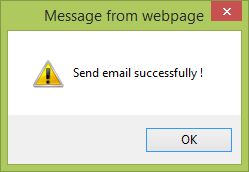 Message from webpage
Send email successfully !
OK